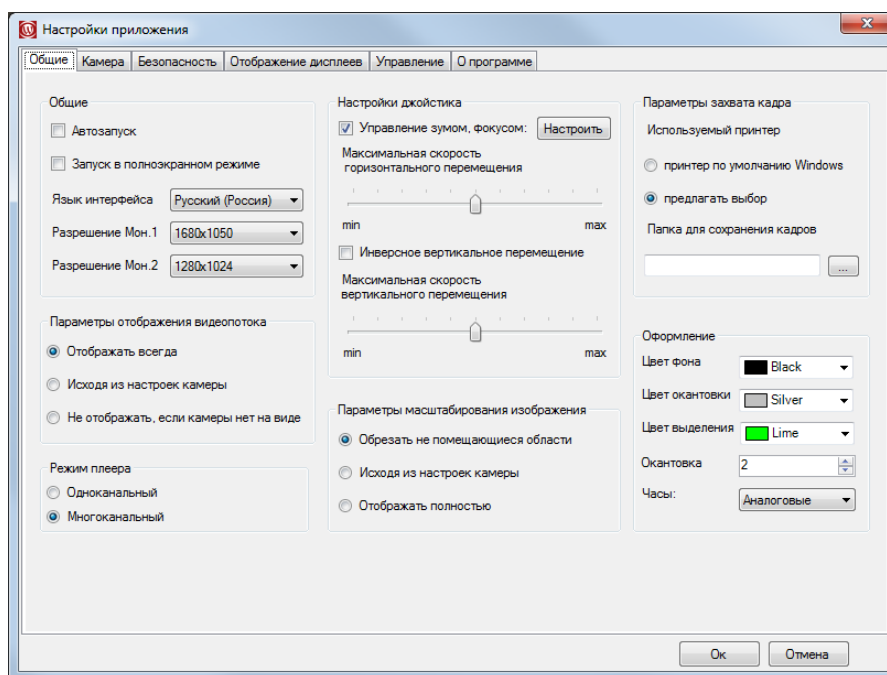 Настройки приложения
Общие
Камера
Безопасность
Отображение дисплеев
Управление
О программе
Общие
Автозапуск
Запуск в полноэкранном режиме
Язык интерфейса
Русский (Россия)
Разрешение Мон.1
1680x1050
Разрешение Мон.2
1280x1024
Параметры отображения видеопотока
Отображать всегда
Исходя из настроек камеры
Не отображать, если камеры нет на виде
Режим плеера
Одноканальный
Многоканальный
Настройки джойстика
Управление зумом, фокусом:
Настроить
Максимальная скорость
горизонтального перемещения
min
max
Инверсное вертикальное перемещение
Максимальная скорость
вертикального перемещения
min
max
Параметры масштабирования изображения
Обрезать не помещающиеся области
Исходя из настроек камеры
Отображать полностью
Параметры захвата кадра
Используемый принтер
принтер по умолчанию Windows
предлагать выбор
Папка для сохранения кадров
...
Оформление
Цвет фона
Black
Цвет окантовки
Silver
Цвет выделения
Lime
Окантовка
2
Часы:
Аналоговые
Ок
Отмена